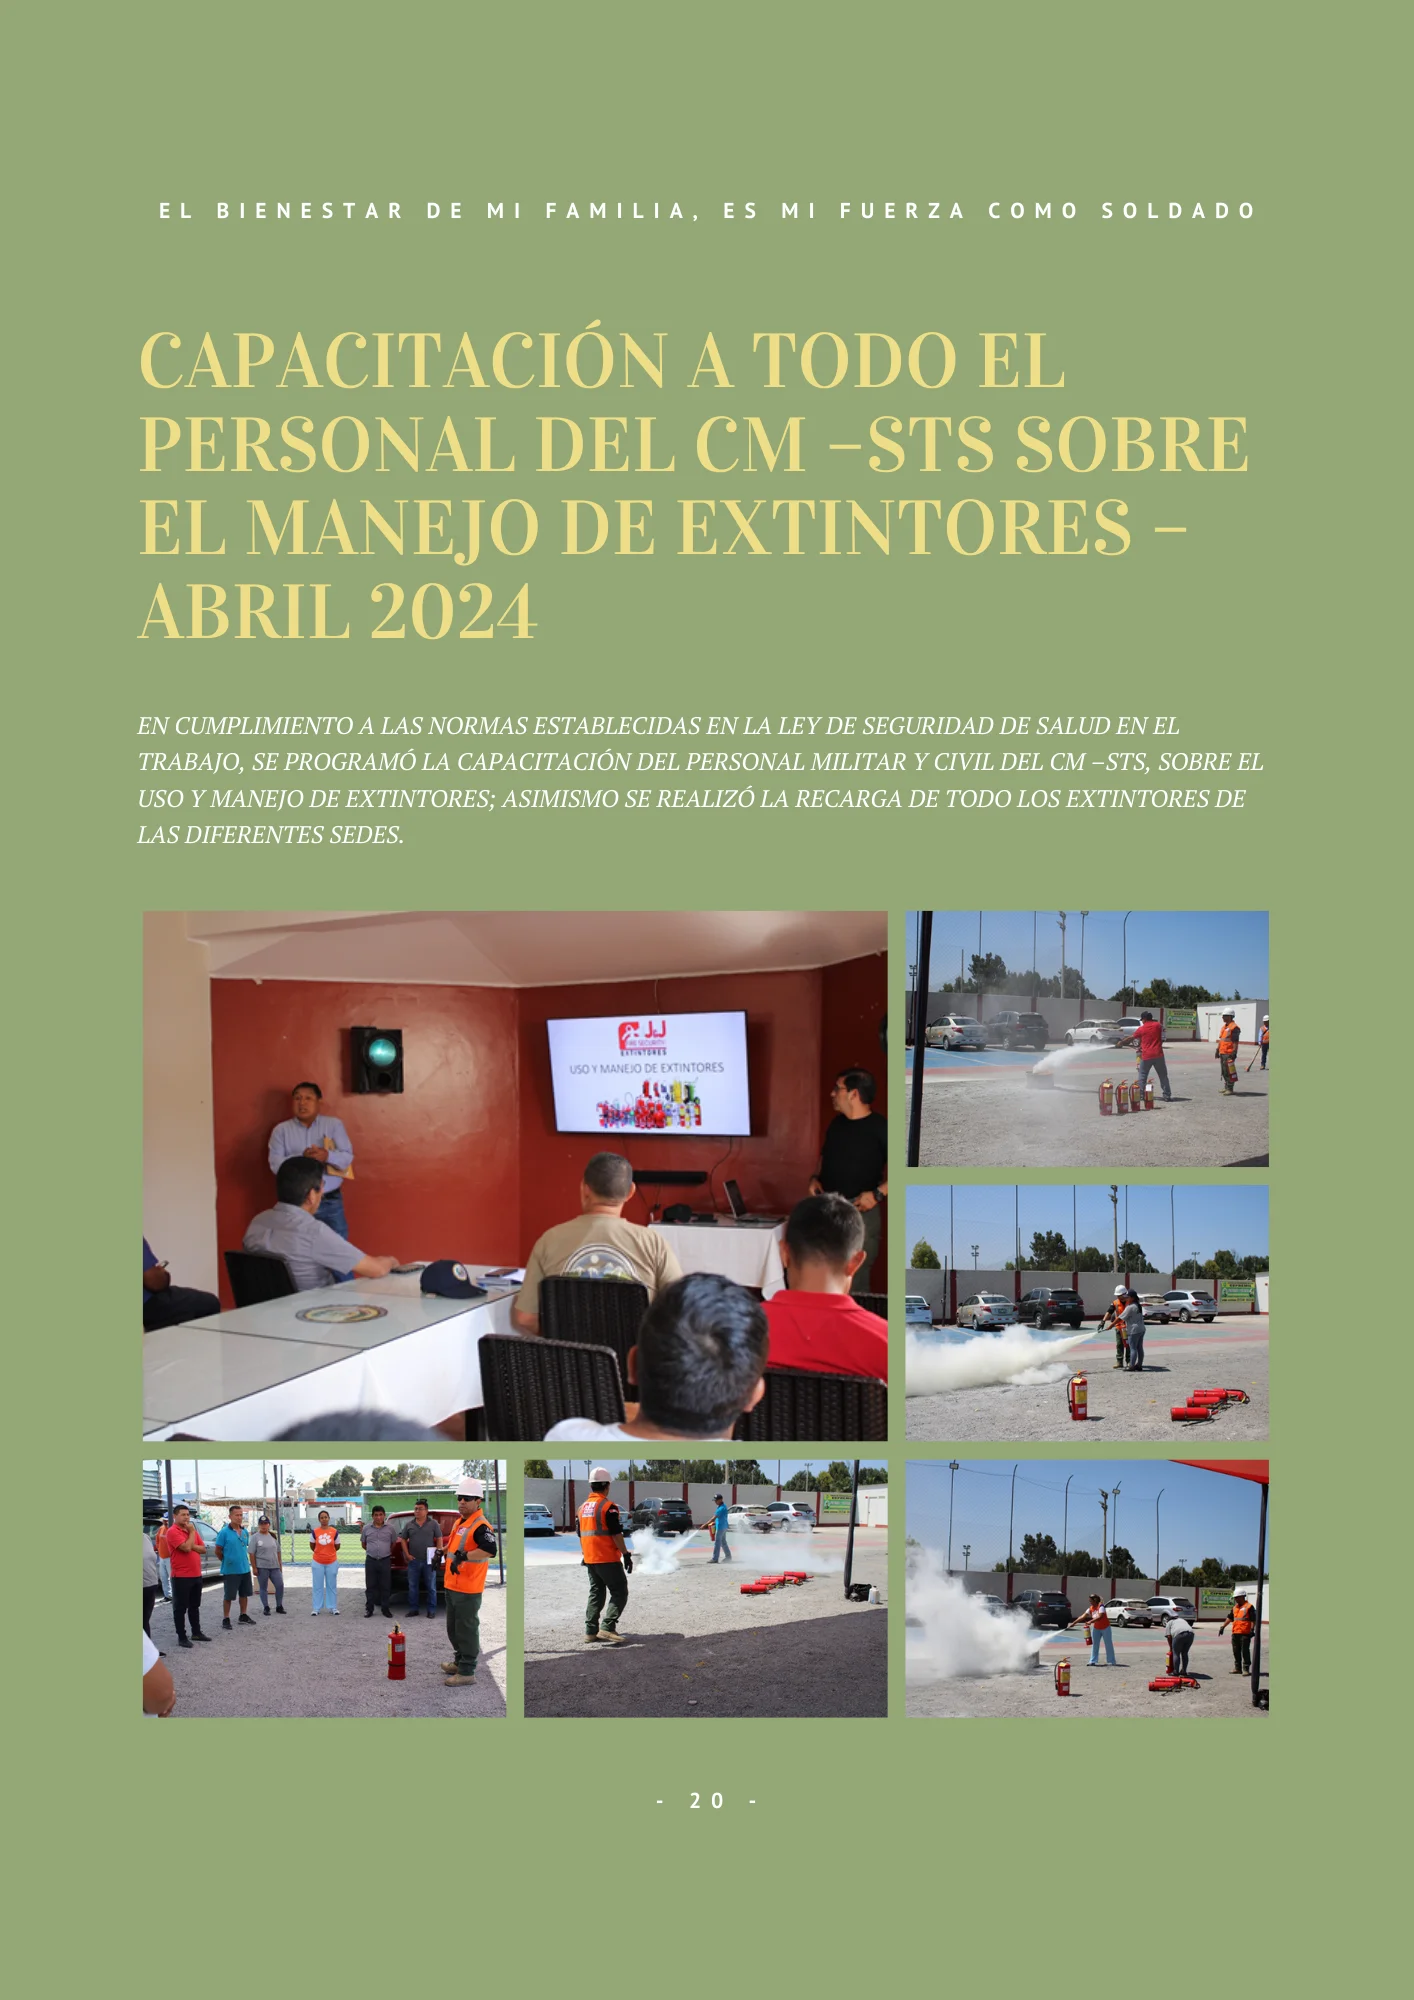 EL BIENESTAR DE MI FAMILIA, ES MI FUERZA COMO SOLDADO
CAPACITACIÓN A TODO EL
PERSONAL DEL CM –STS SOBRE
EL MANEJO DE EXTINTORES –
ABRIL 2024
EN CUMPLIMIENTO A LAS NORMAS ESTABLECIDAS EN LA LEY DE SEGURIDAD DE SALUD EN EL
TRABAJO, SE PROGRAMÓ LA CAPACITACIÓN DEL PERSONAL MILITAR Y CIVIL DEL CM –STS, SOBRE EL
USO Y MANEJO DE EXTINTORES; ASIMISMO SE REALIZÓ LA RECARGA DE TODO LOS EXTINTORES DE
LAS DIFERENTES SEDES.
J&J
FIRE SECURITY
EXTINTORES
USO Y MANEJO DE EXTINTORES
- 20 -